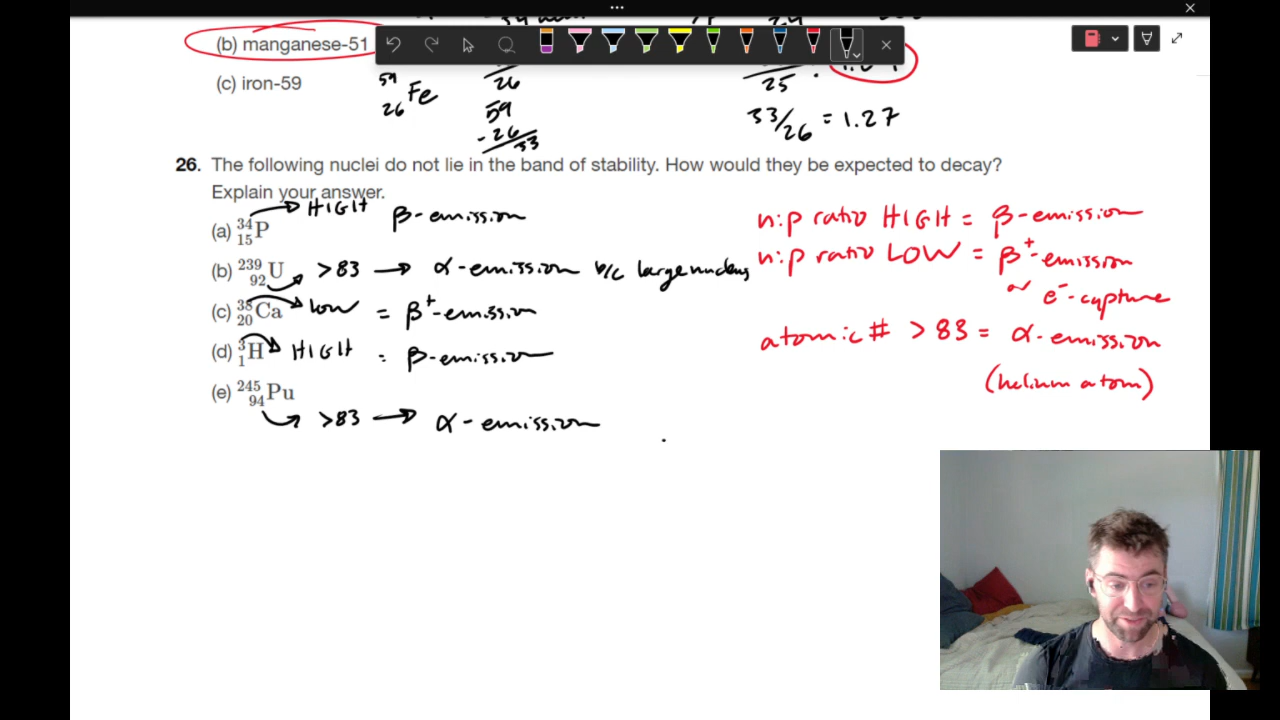 (b) manganese-51
(c) iron-59
59
26 Fe
26
59
- 26
33
25
33/26 = 1.27
26. The following nuclei do not lie in the band of stability. How would they be expected to decay?
Explain your answer.
(a) 34 15 P HIGH β-emission
(b) 239 92 U >83 → α-emission b/c large nucleus
(c) 38 20 Ca low = β+-emission
(d) 3 1 H HIGH = β-emission
(e) 245 94 Pu
>83 → α-emission
n:p ratio HIGH = β-emission
n:p ratio LOW = β+-emission
or e−-capture
atomic # > 83 = α-emission
(helium atom)